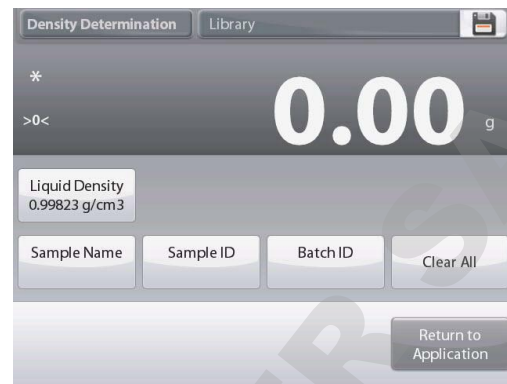 Density Determination Library
*
>0<
0.00 g
Liquid Density
0.99823 g/cm3
Sample Name Sample ID Batch ID Clear All
Return to
Application